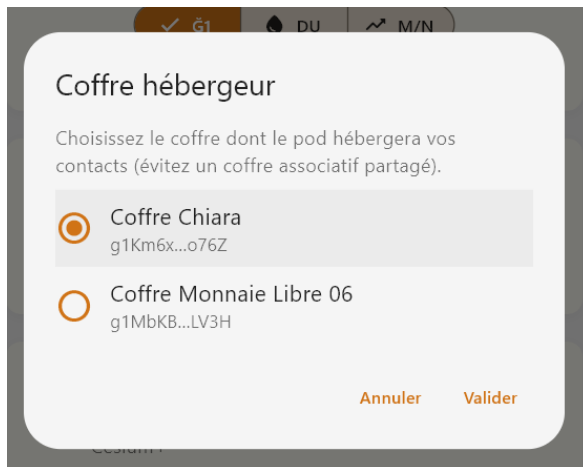 Ğ1
DU
M/N
Coffre hébergeur
Choisissez le coffre dont le pod hébergera vos
contacts (évitez un coffre associatif partagé).
Coffre Chiara
g1Km6x...o76Z
Coffre Monnaie Libre 06
g1MbKB...LV3H
Annuler
Valider